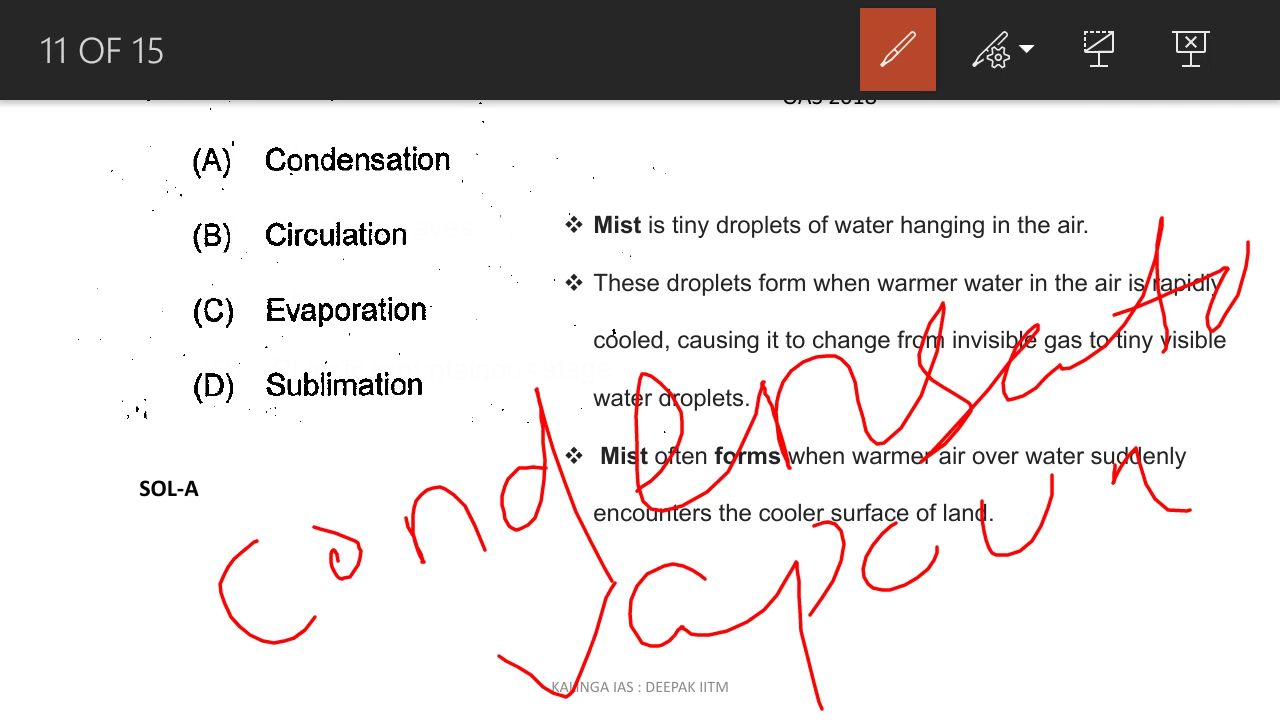 11 OF 15
OAS 2018
(A) Condensation
(B) Circulation
(C) Evaporation
(D) Sublimation
SOL-A
❖ Mist is tiny droplets of water hanging in the air.
❖ These droplets form when warmer water in the air is rapidly
cooled, causing it to change from invisible gas to tiny visible
water droplets.
❖ Mist often forms when warmer air over water suddenly
encounters the cooler surface of land.
vapour
KALINGA IAS : DEEPAK IITM